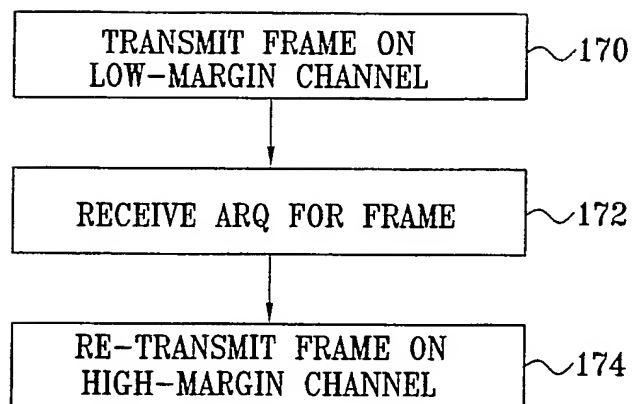 TRANSMIT FRAME ON
LOW-MARGIN CHANNEL
170
RECEIVE ARQ FOR FRAME
172
RE-TRANSMIT FRAME ON
HIGH-MARGIN CHANNEL
174